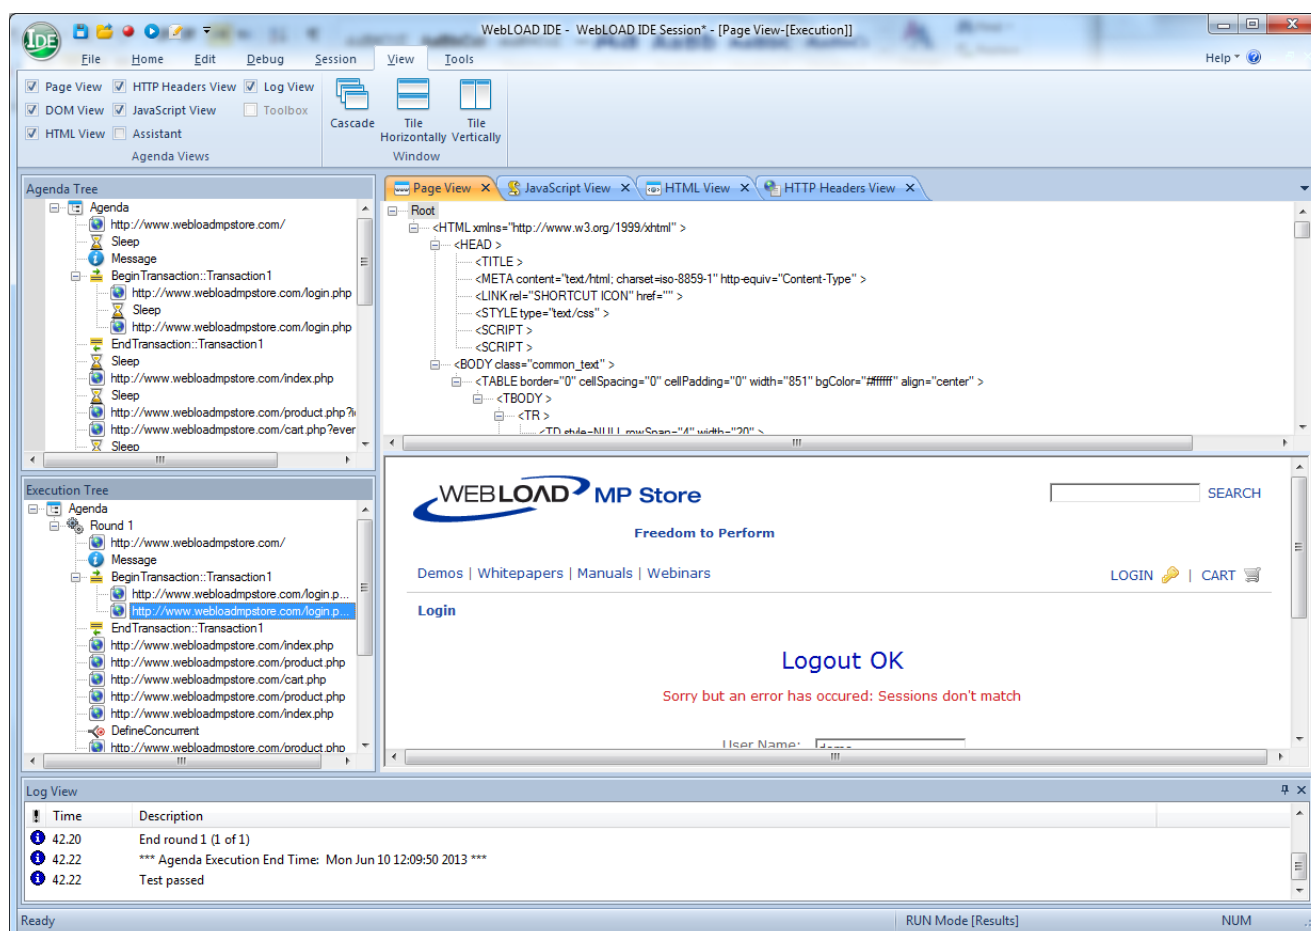 WebLOAD IDE - WebLOAD IDE Session* - [Page View-[Execution]]
IDE
File Home Edit Debug Session View Tools
Help
Page View HTTP Headers View Log View
DOM View JavaScript View Toolbox
HTML View Assistant
Cascade
Tile Horizontally
Tile Vertically
Agenda Views
Window
Agenda Tree
Agenda
http://www.webloadmpstore.com/
Sleep
Message
BeginTransaction::Transaction1
http://www.webloadmpstore.com/login.php
Sleep
http://www.webloadmpstore.com/login.php
EndTransaction::Transaction1
Sleep
http://www.webloadmpstore.com/index.php
Sleep
http://www.webloadmpstore.com/product.php?i
http://www.webloadmpstore.com/cart.php?ever
Sleep
Execution Tree
Agenda
Round 1
http://www.webloadmpstore.com/
Message
BeginTransaction::Transaction1
http://www.webloadmpstore.com/login.p...
http://www.webloadmpstore.com/login.p...
EndTransaction::Transaction1
http://www.webloadmpstore.com/index.php
http://www.webloadmpstore.com/product.php
http://www.webloadmpstore.com/cart.php
http://www.webloadmpstore.com/product.php
http://www.webloadmpstore.com/index.php
DefineConcurrent
http://www.webloadmpstore.com/product.php
Page View JavaScript View HTML View HTTP Headers View
Root
<HTML xmlns="http://www.w3.org/1999/xhtml" >
<HEAD >
<TITLE >
<META content="text/html; charset=iso-8859-1" http-equiv="Content-Type" >
<LINK rel="SHORTCUT ICON" href="" >
<STYLE type="text/css" >
<SCRIPT >
<SCRIPT >
<BODY class="common_text" >
<TABLE border="0" cellSpacing="0" cellPadding="0" width="851" bgColor="#ffffff" align="center" >
<TBODY >
<TR >
<TD style=NULL rowSpan="4" width="20" >
WEBLOAD MP Store
SEARCH
Freedom to Perform
Demos | Whitepapers | Manuals | Webinars
LOGIN | CART
Login
Logout OK
Sorry but an error has occured: Sessions don't match
User Name: demo
Log View
! Time Description
42.20 End round 1 (1 of 1)
42.22 *** Agenda Execution End Time: Mon Jun 10 12:09:50 2013 ***
42.22 Test passed
Ready
RUN Mode [Results]
NUM